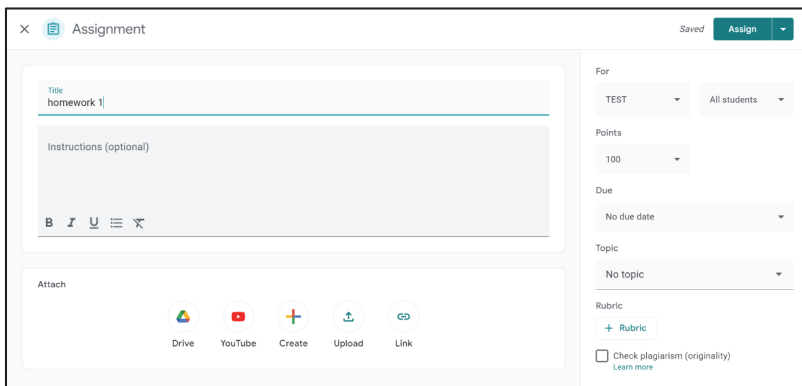 Assignment
Saved
Assign
Title
homework 1
Instructions (optional)
B I U
Attach
Drive YouTube Create Upload Link
For
TEST All students
Points
100
Due
No due date
Topic
No topic
Rubric
+ Rubric
Check plagiarism (originality)
Learn more